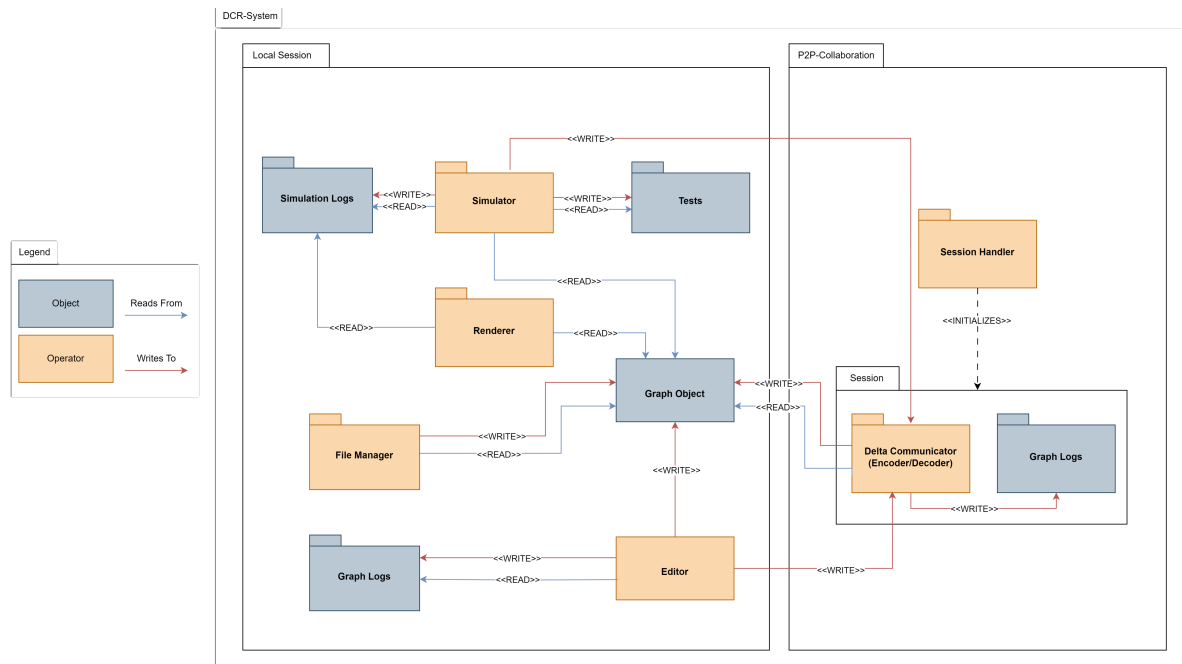 DCR-System
Local Session
P2P-Collaboration
<<WRITE>>
Simulation Logs
<<WRITE>>
<<READ>>
Simulator
<<WRITE>>
<<READ>>
Tests
Session Handler
Legend
Object
Reads From
Operator
Writes To
<<READ>>
<<INITIALIZES>>
<<READ>>
Renderer
<<READ>>
Graph Object
<<WRITE>>
<<READ>>
Session
File Manager
<<WRITE>>
<<READ>>
<<WRITE>>
Delta Communicator
(Encoder/Decoder)
Graph Logs
<<WRITE>>
Graph Logs
<<WRITE>>
<<READ>>
Editor
<<WRITE>>